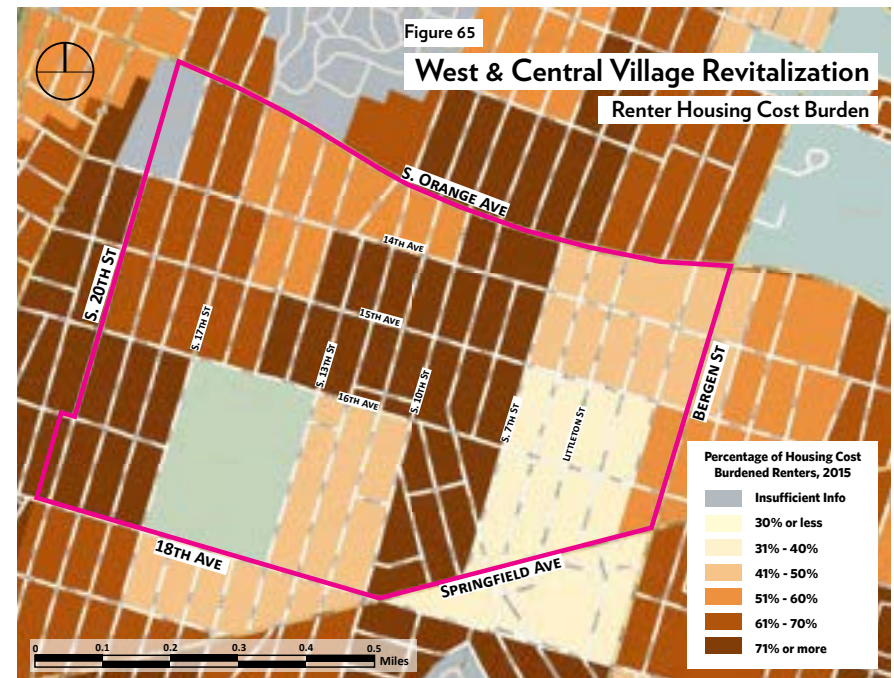 Figure 65
West & Central Village Revitalization
Renter Housing Cost Burden
S. Orange Ave
14th Ave
S. 20th St
15th Ave
S. 17th St
S. 13th St
16th Ave
S. 10th St
S. 7th St
Littleton St
Bergen St
18th Ave
Springfield Ave
Percentage of Housing Cost
Burdened Renters, 2015
Insufficient Info
30% or less
31% - 40%
41% - 50%
51% - 60%
61% - 70%
71% or more
0 0.1 0.2 0.3 0.4 0.5
Miles